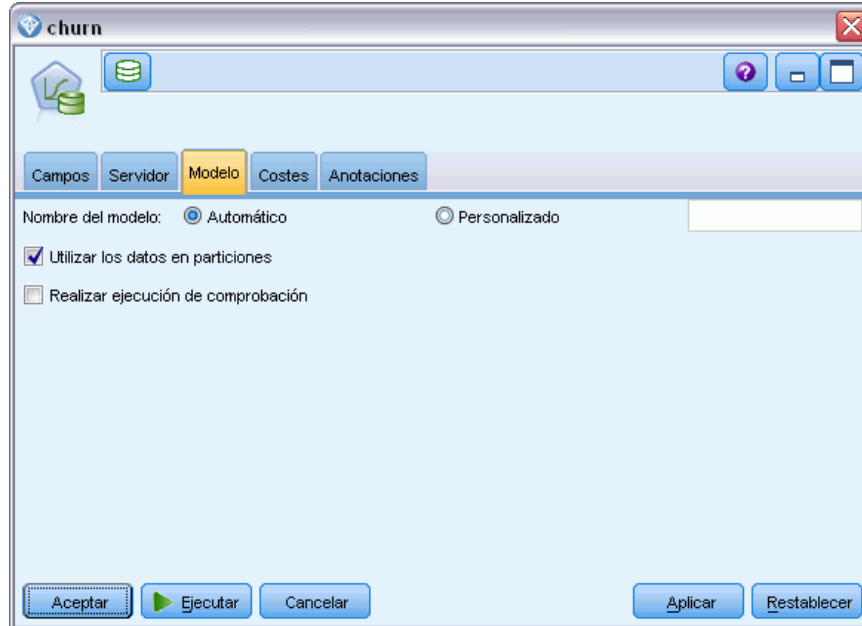 churn
?
Campos Servidor Modelo Costes Anotaciones
Nombre del modelo: Automático Personalizado
Utilizar los datos en particiones
Realizar ejecución de comprobación
Aceptar Ejecutar Cancelar Aplicar Restablecer